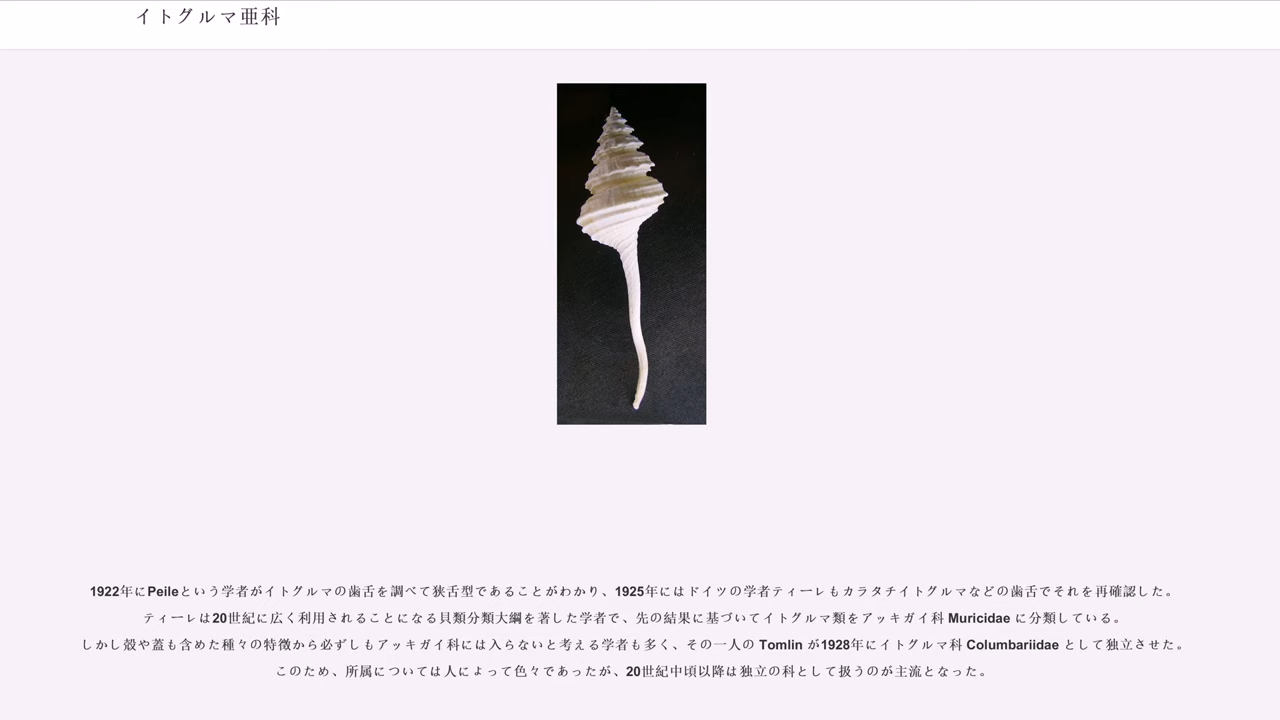 イトグルマ亜科
1922年にPeileという学者がイトグルマの歯舌を調べて狭舌型であることがわかり、1925年にはドイツの学者ティーレもカラタチイトグルマなどの歯舌でそれを再確認した。
ティーレは20世紀に広く利用されることになる貝類分類大綱を著した学者で、先の結果に基づいてイトグルマ類をアッキガイ科 Muricidae に分類している。
しかし殻や蓋も含めた種々の特徴から必ずしもアッキガイ科には入らないと考える学者も多く、その一人の Tomlin が1928年にイトグルマ科 Columbariidae として独立させた。
このため、所属については人によって色々であったが、20世紀中頃以降は独立の科として扱うのが主流となった。